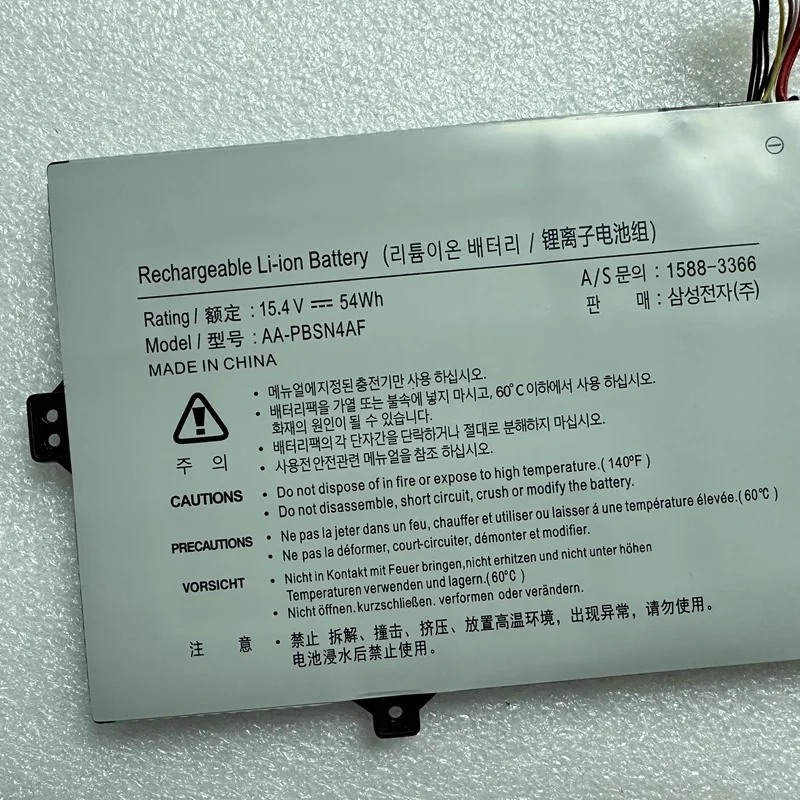 Rechargeable Li-ion Battery (리튬이온 배터리 / 锂离子电池组)
Rating / 额定 : 15.4V ⎓ 54Wh
A/S 문의 : 1588-3366
Model / 型号 : AA-PBSN4AF
판 매 : 삼성전자(주)
MADE IN CHINA
• 메뉴얼에지정된 충전기만 사용 하십시오.
• 배터리팩을 가열 또는 불속에 넣지 마시고, 60℃ 이하에서 사용 하십시오.
화재의 원인이 될 수 있습니다.
• 배터리팩의 각 단자간을 단락하거나 절대로 분해하지 마십시오.
• 사용전 안전관련 메뉴얼을 참조 하십시오.
주 의
CAUTIONS
• Do not dispose of in fire or expose to high temperature.( 140ºF )
• Do not disassemble, short circuit, crush or modify the battery.
PRECAUTIONS
• Ne pas la jeter dans un feu, chauffer et utiliser ou laisser á une température élevée.( 60℃ )
• Ne pas la déformer, court-circuiter, démonter et modifier.
VORSICHT
• Nicht in Kontakt mit Feuer bringen,nicht erhitzen und nicht unter höhen
Temperaturen verwenden und lagern.( 60℃ )
• Nicht öffnen. kurzschließen. verformen oder verändern.
注 意
• 禁止 拆解、撞击、挤压、放置高温环境，出现异常，请勿使用。
电池浸水后禁止使用。